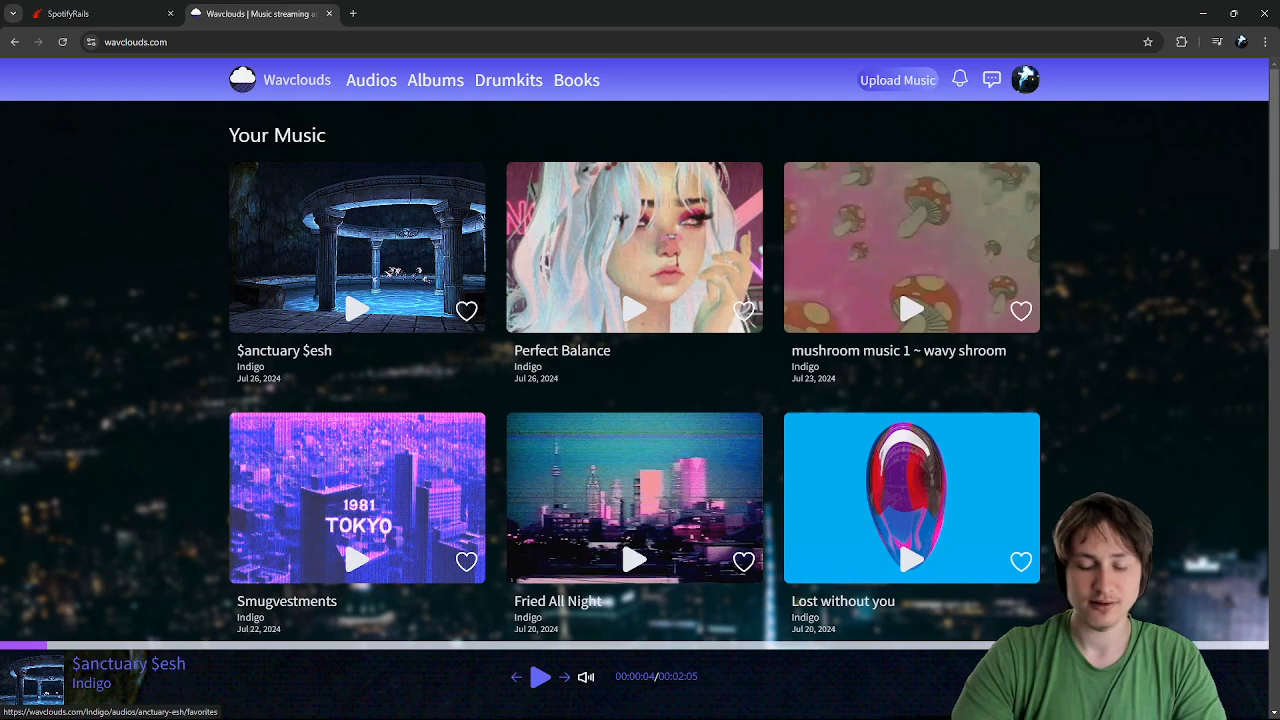 SpotifyRails
Wavclouds | Music streaming a
wavclouds.com
Wavclouds Audios Albums Drumkits Books Upload Music
Your Music
$anctuary $esh
Indigo
Jul 26, 2024
Perfect Balance
Indigo
Jul 26, 2024
mushroom music 1 ~ wavy shroom
Indigo
Jul 23, 2024
1981
TOKYO
Smugvestments
Indigo
Jul 22, 2024
Fried All Night
Indigo
Jul 20, 2024
Lost without you
Indigo
Jul 20, 2024
$anctuary $esh
Indigo
00:00:04/00:02:05
https://wavclouds.com/Indigo/audios/anctuary-esh/favorites